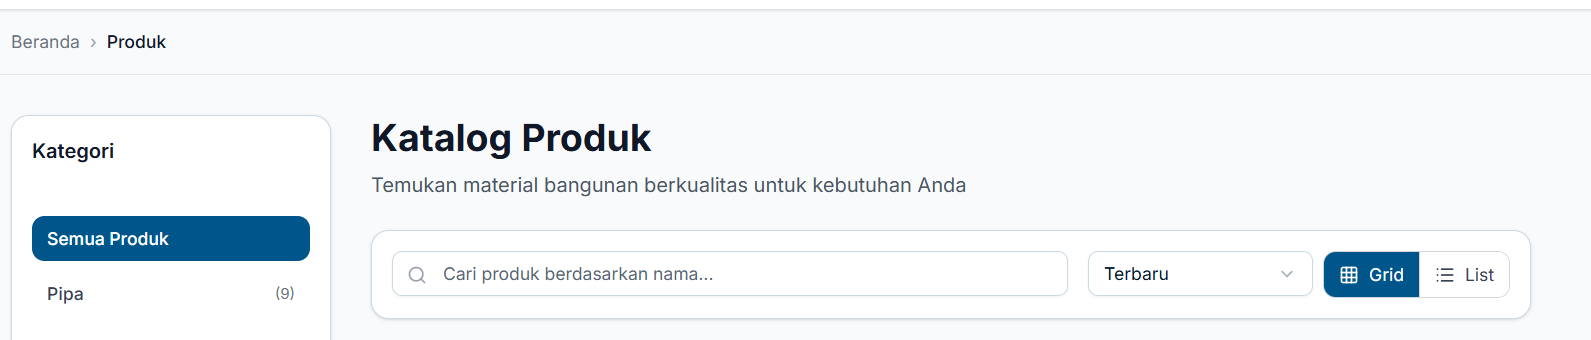 Beranda › Produk
Kategori
Semua Produk
Pipa (9)
Katalog Produk
Temukan material bangunan berkualitas untuk kebutuhan Anda
Cari produk berdasarkan nama... Terbaru Grid List